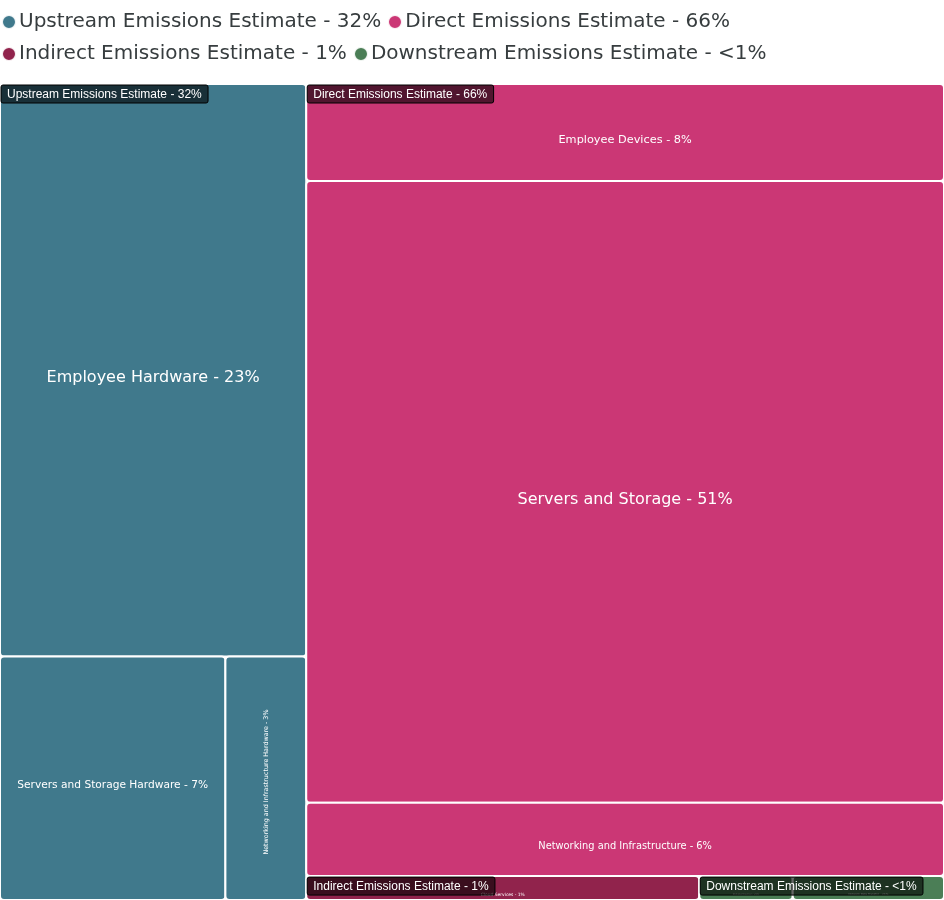 Upstream Emissions Estimate - 32% Direct Emissions Estimate - 66%
Indirect Emissions Estimate - 1% Downstream Emissions Estimate - <1%
Upstream Emissions Estimate - 32%
Direct Emissions Estimate - 66%
Employee Devices - 8%
Employee Hardware - 23%
Servers and Storage - 51%
Servers and Storage Hardware - 7%
Networking and Infrastructure Hardware - 3%
Networking and Infrastructure - 6%
Indirect Emissions Estimate - 1%
services - 1%
Downstream Emissions Estimate - <1%